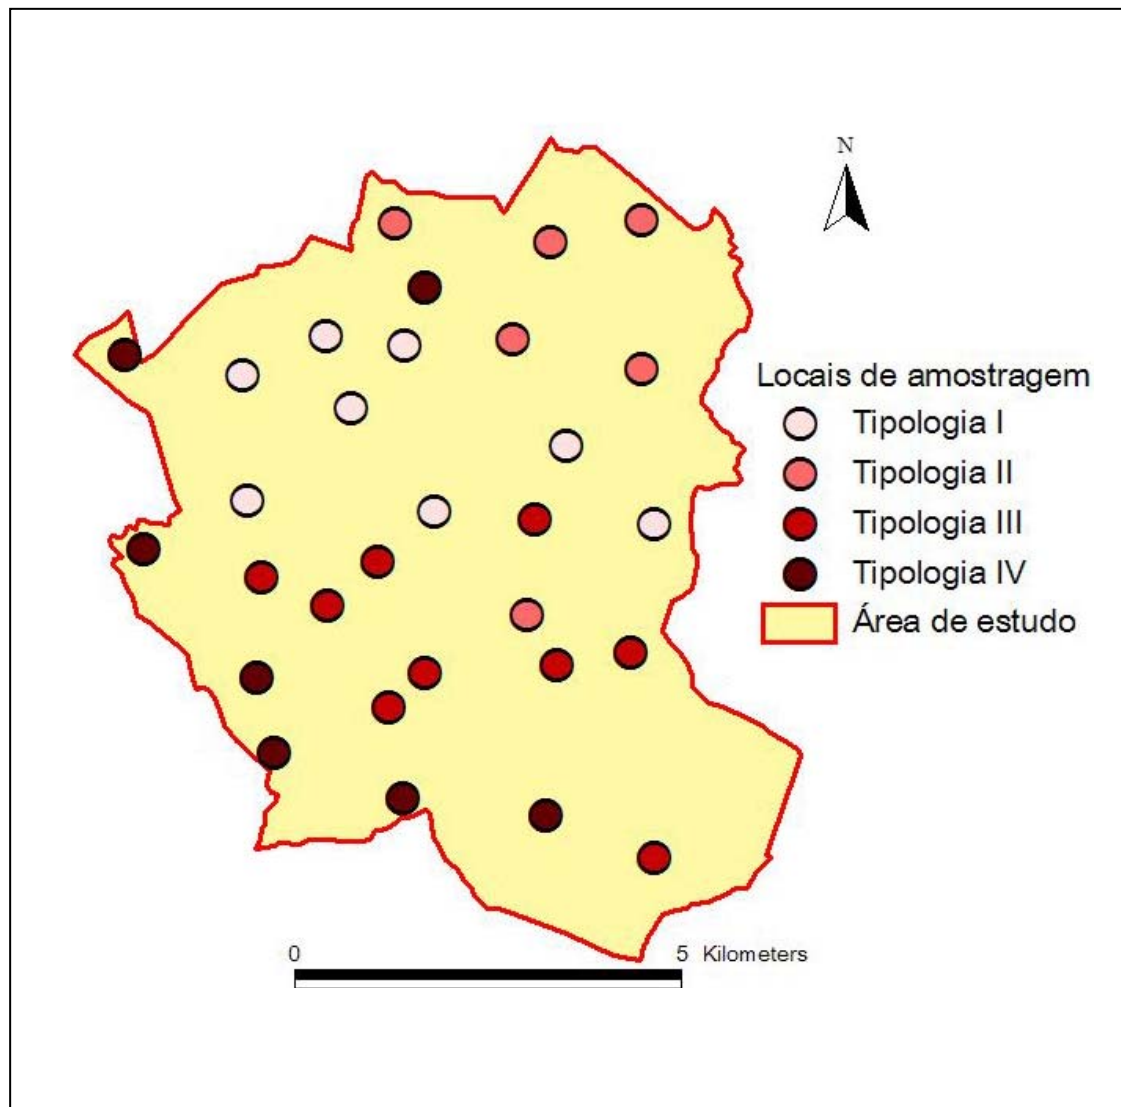 N
Locais de amostragem
Tipologia I
Tipologia II
Tipologia III
Tipologia IV
Área de estudo
0 5 Kilometers